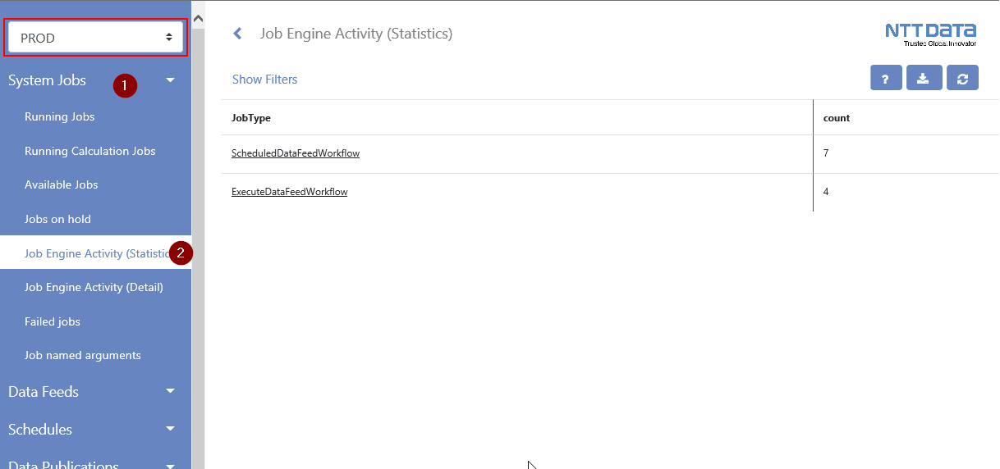 PROD
System Jobs
1
Running Jobs
Running Calculation Jobs
Available Jobs
Jobs on hold
Job Engine Activity (Statistic
2
Job Engine Activity (Detail)
Failed jobs
Job named arguments
Data Feeds
Schedules
Data Publications
Job Engine Activity (Statistics)
NTT DATA
Trusted Global Innovator
Show Filters
?
JobType count
ScheduledDataFeedWorkflow 7
ExecuteDataFeedWorkflow 4